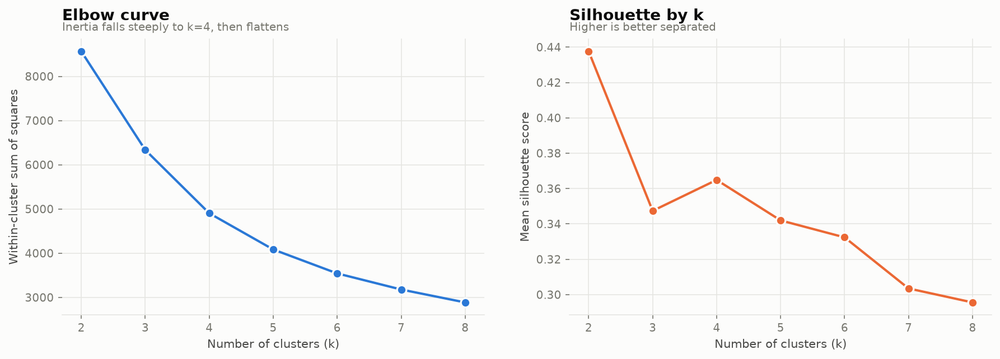 Elbow curve
Inertia falls steeply to k=4, then flattens
Within-cluster sum of squares
8000
7000
6000
5000
4000
3000
2 3 4 5 6 7 8
Number of clusters (k)
Silhouette by k
Higher is better separated
Mean silhouette score
0.44
0.42
0.40
0.38
0.36
0.34
0.32
0.30
2 3 4 5 6 7 8
Number of clusters (k)